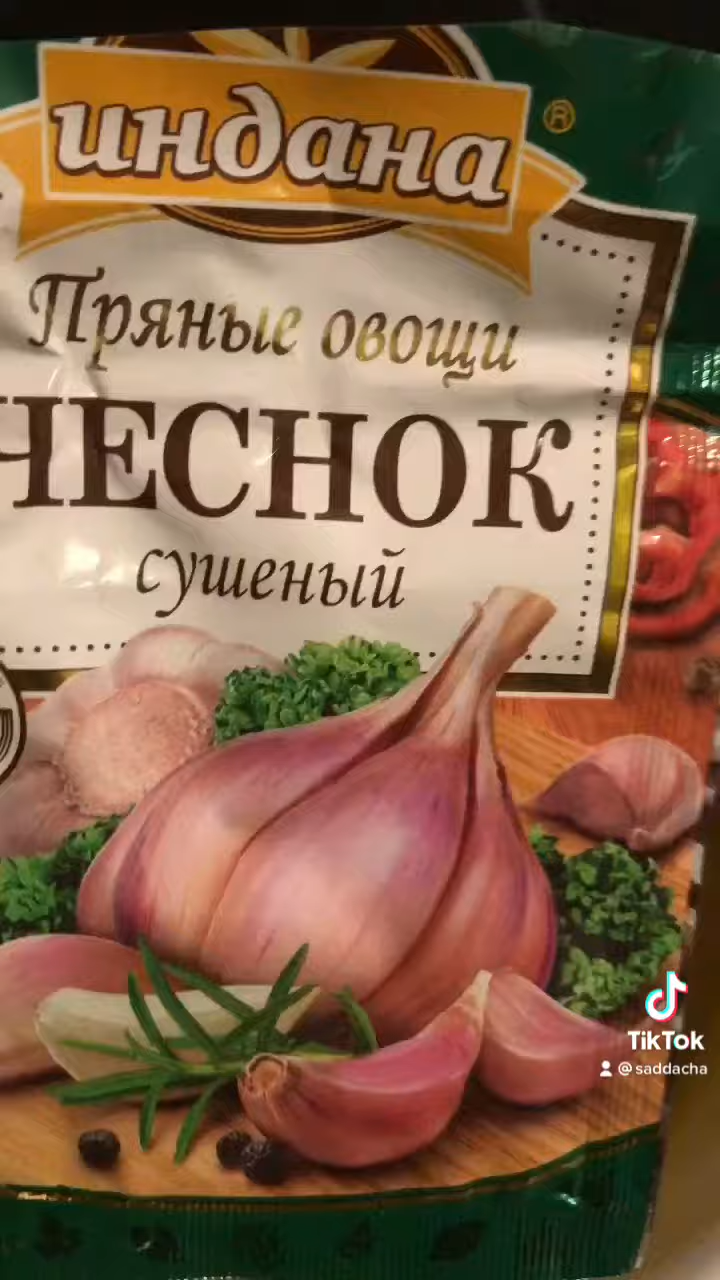 индана
®
Пряные овощи
ЧЕСНОК
сушеный
TikTok
@saddacha